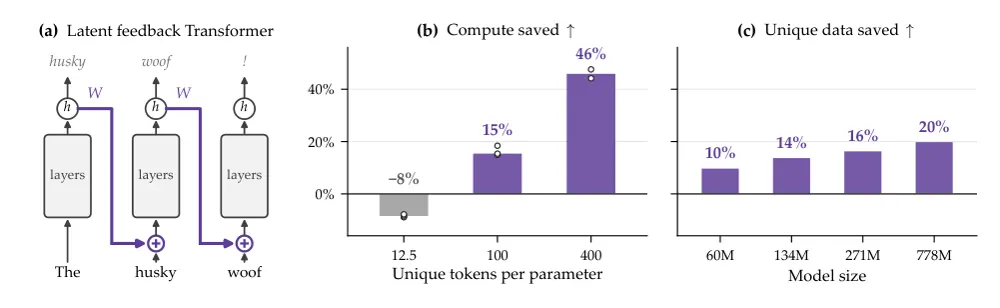 (a) Latent feedback Transformer
husky woof !
h W h W h
layers layers layers
The husky woof
(b) Compute saved ↑
46%
40%
15%
20%
−8%
0%
12.5 100 400
Unique tokens per parameter
(c) Unique data saved ↑
10% 14% 16% 20%
60M 134M 271M 778M
Model size